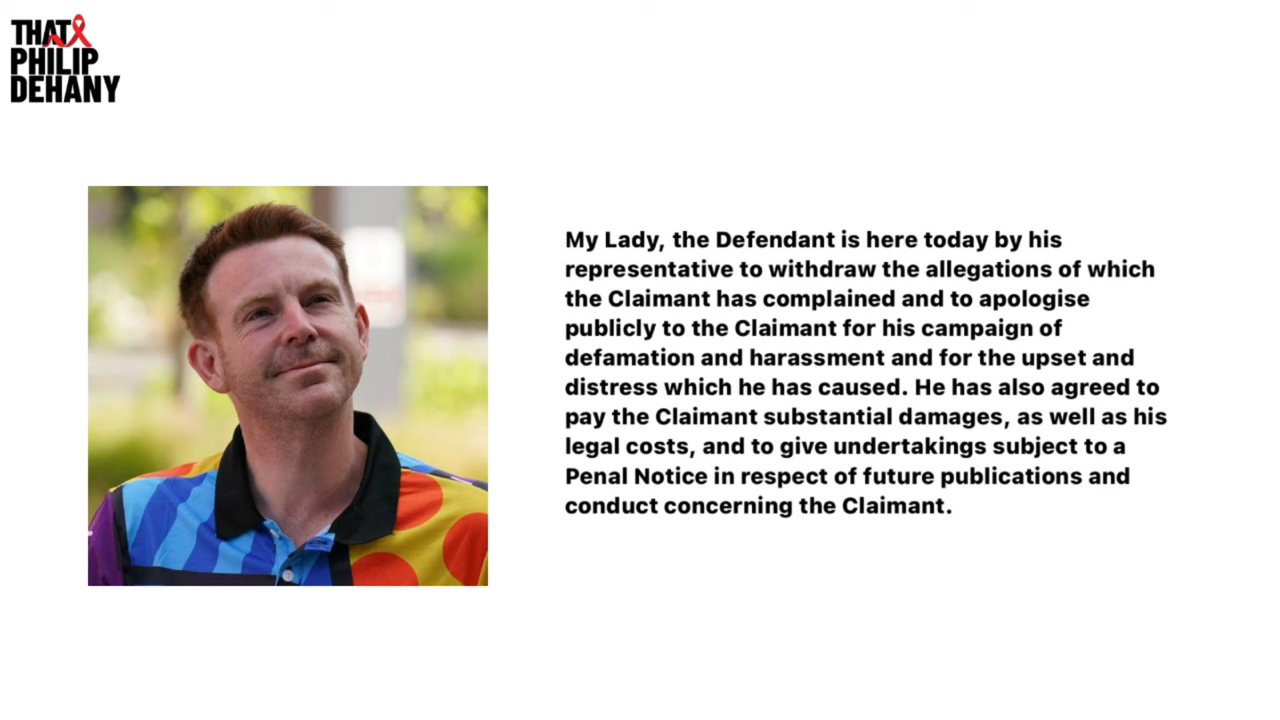 THAT
PHILIP
DEHANY
My Lady, the Defendant is here today by his
representative to withdraw the allegations of which
the Claimant has complained and to apologise
publicly to the Claimant for his campaign of
defamation and harassment and for the upset and
distress which he has caused. He has also agreed to
pay the Claimant substantial damages, as well as his
legal costs, and to give undertakings subject to a
Penal Notice in respect of future publications and
conduct concerning the Claimant.